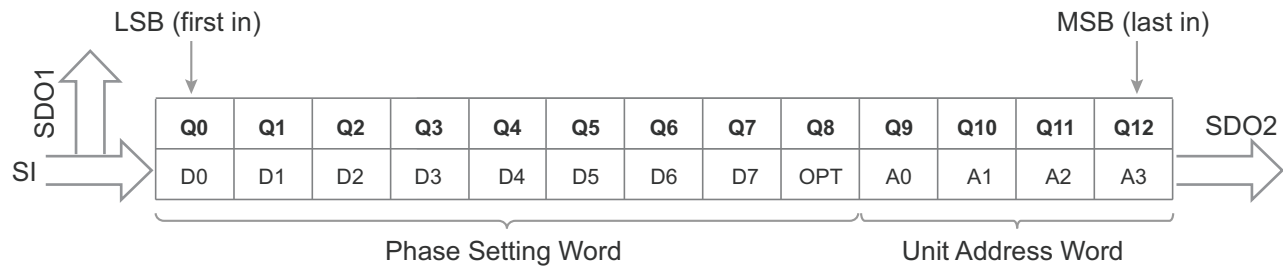 LSB (first in) MSB (last in)
SDO1
Q0 Q1 Q2 Q3 Q4 Q5 Q6 Q7 Q8 Q9 Q10 Q11 Q12
SDO2
SI
D0 D1 D2 D3 D4 D5 D6 D7 OPT A0 A1 A2 A3
Phase Setting Word Unit Address Word